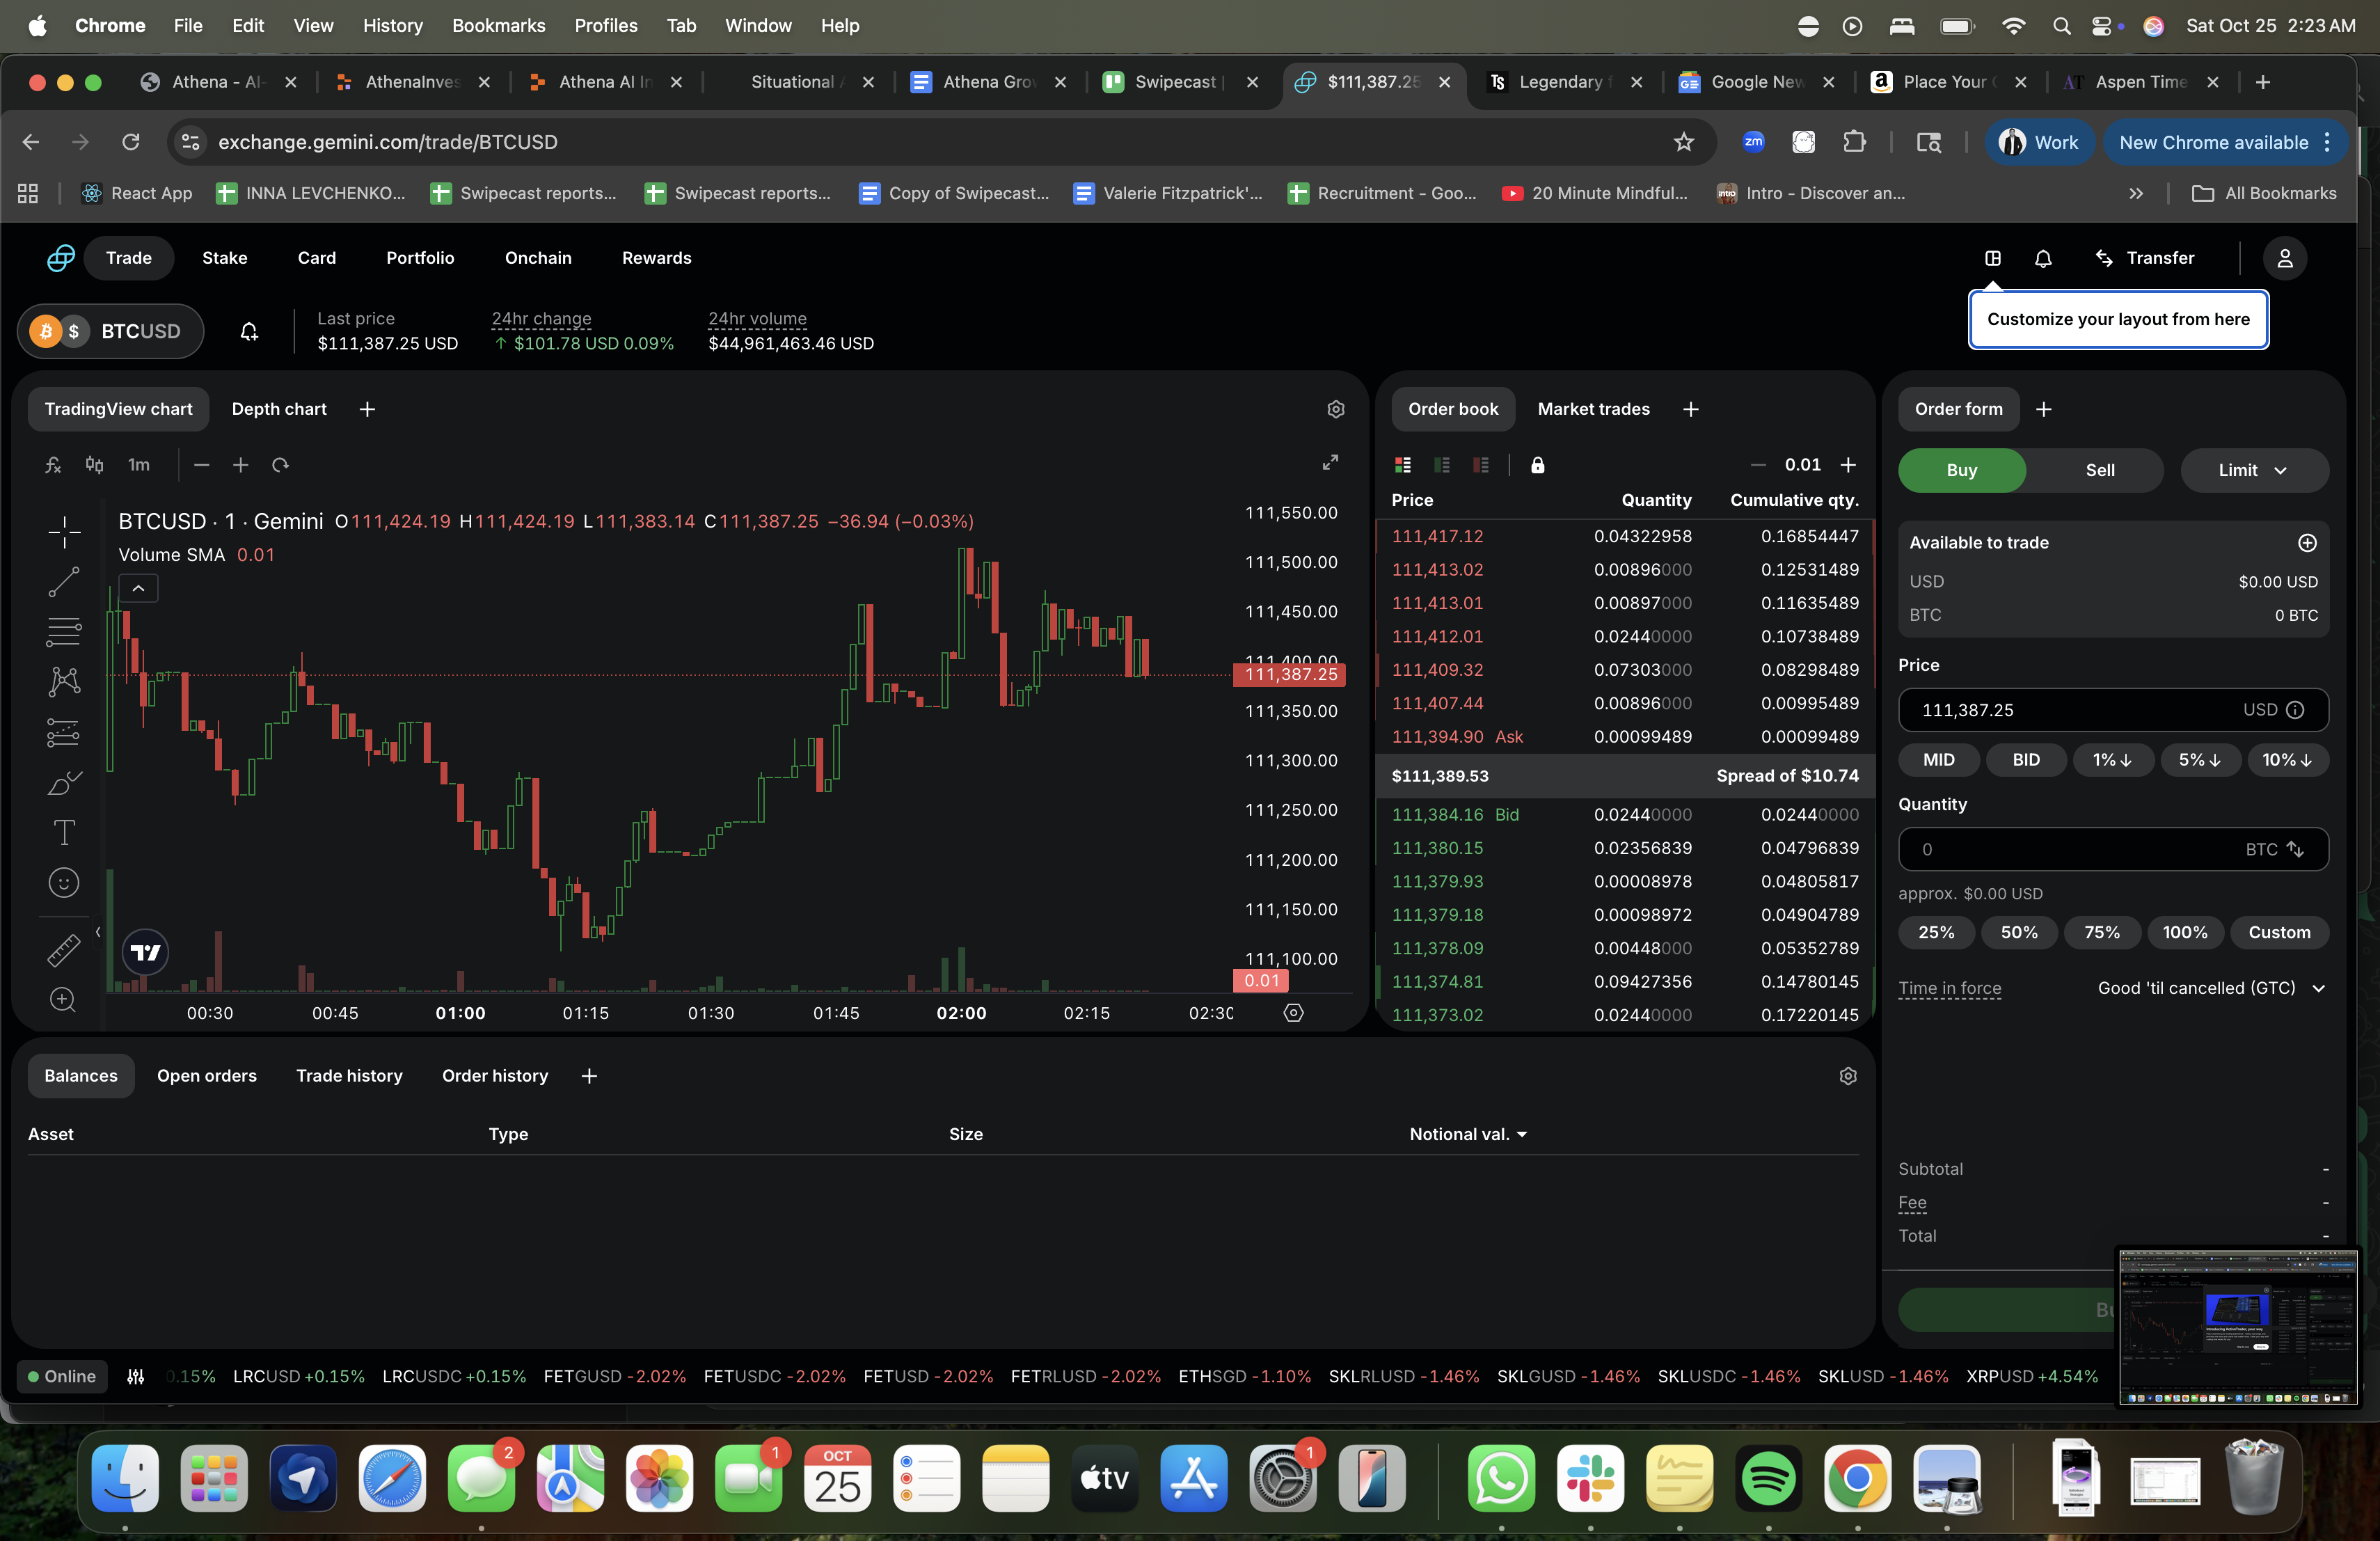 Chrome File Edit View History Bookmarks Profiles Tab Window Help Sat Oct 25 2:23 AM
Athena - AI- AthenaInves Athena AI In Situational A Athena Gro Swipecast | $111,387.25 Legendary f Google New Place Your Aspen Time
exchange.gemini.com/trade/BTCUSD zm Work New Chrome available
React App INNA LEVCHENKO... Swipecast reports... Swipecast reports... Copy of Swipecast... Valerie Fitzpatrick'... Recruitment - Goo... 20 Minute Mindful... Intro - Discover an... All Bookmarks
Trade Stake Card Portfolio Onchain Rewards Transfer
Customize your layout from here
BTCUSD
Last price 24hr change 24hr volume
$111,387.25 USD ↑ $101.78 USD 0.09% $44,961,463.46 USD
TradingView chart Depth chart +
1m
BTCUSD · 1 · Gemini O111,424.19 H111,424.19 L111,383.14 C111,387.25 −36.94 (−0.03%)
Volume SMA 0.01
111,550.00
111,500.00
111,450.00
111,400.00
111,387.25
111,350.00
111,300.00
111,250.00
111,200.00
111,150.00
111,100.00
0.01
00:30 00:45 01:00 01:15 01:30 01:45 02:00 02:15 02:30
Order book Market trades +
0.01
Price Quantity Cumulative qty.
111,417.12 0.04322958 0.16854447
111,413.02 0.00896000 0.12531489
111,413.01 0.00897000 0.11635489
111,412.01 0.02440000 0.10738489
111,409.32 0.07303000 0.08298489
111,407.44 0.00896000 0.00995489
111,394.90 Ask 0.00099489 0.00099489
$111,389.53 Spread of $10.74
111,384.16 Bid 0.02440000 0.02440000
111,380.15 0.02356839 0.04796839
111,379.93 0.00008978 0.04805817
111,379.18 0.00098972 0.04904789
111,378.09 0.00448000 0.05352789
111,374.81 0.09427356 0.14780145
111,373.02 0.02440000 0.17220145
Order form +
Buy Sell Limit
Available to trade
USD $0.00 USD
BTC 0 BTC
Price
111,387.25 USD
MID BID 1%↓ 5%↓ 10%↓
Quantity
0 BTC
approx. $0.00 USD
25% 50% 75% 100% Custom
Time in force Good 'til cancelled (GTC)
Subtotal -
Fee -
Total -
Balances Open orders Trade history Order history +
Asset Type Size Notional val.
Online 0.15% LRCUSD +0.15% LRCUSDC +0.15% FETGUSD -2.02% FETUSDC -2.02% FETUSD -2.02% FETRLUSD -2.02% ETHSGD -1.10% SKLRLUSD -1.46% SKLGUSD -1.46% SKLUSDC -1.46% SKLUSD -1.46% XRPUSD +4.54%
2 1 OCT 25 tv 1